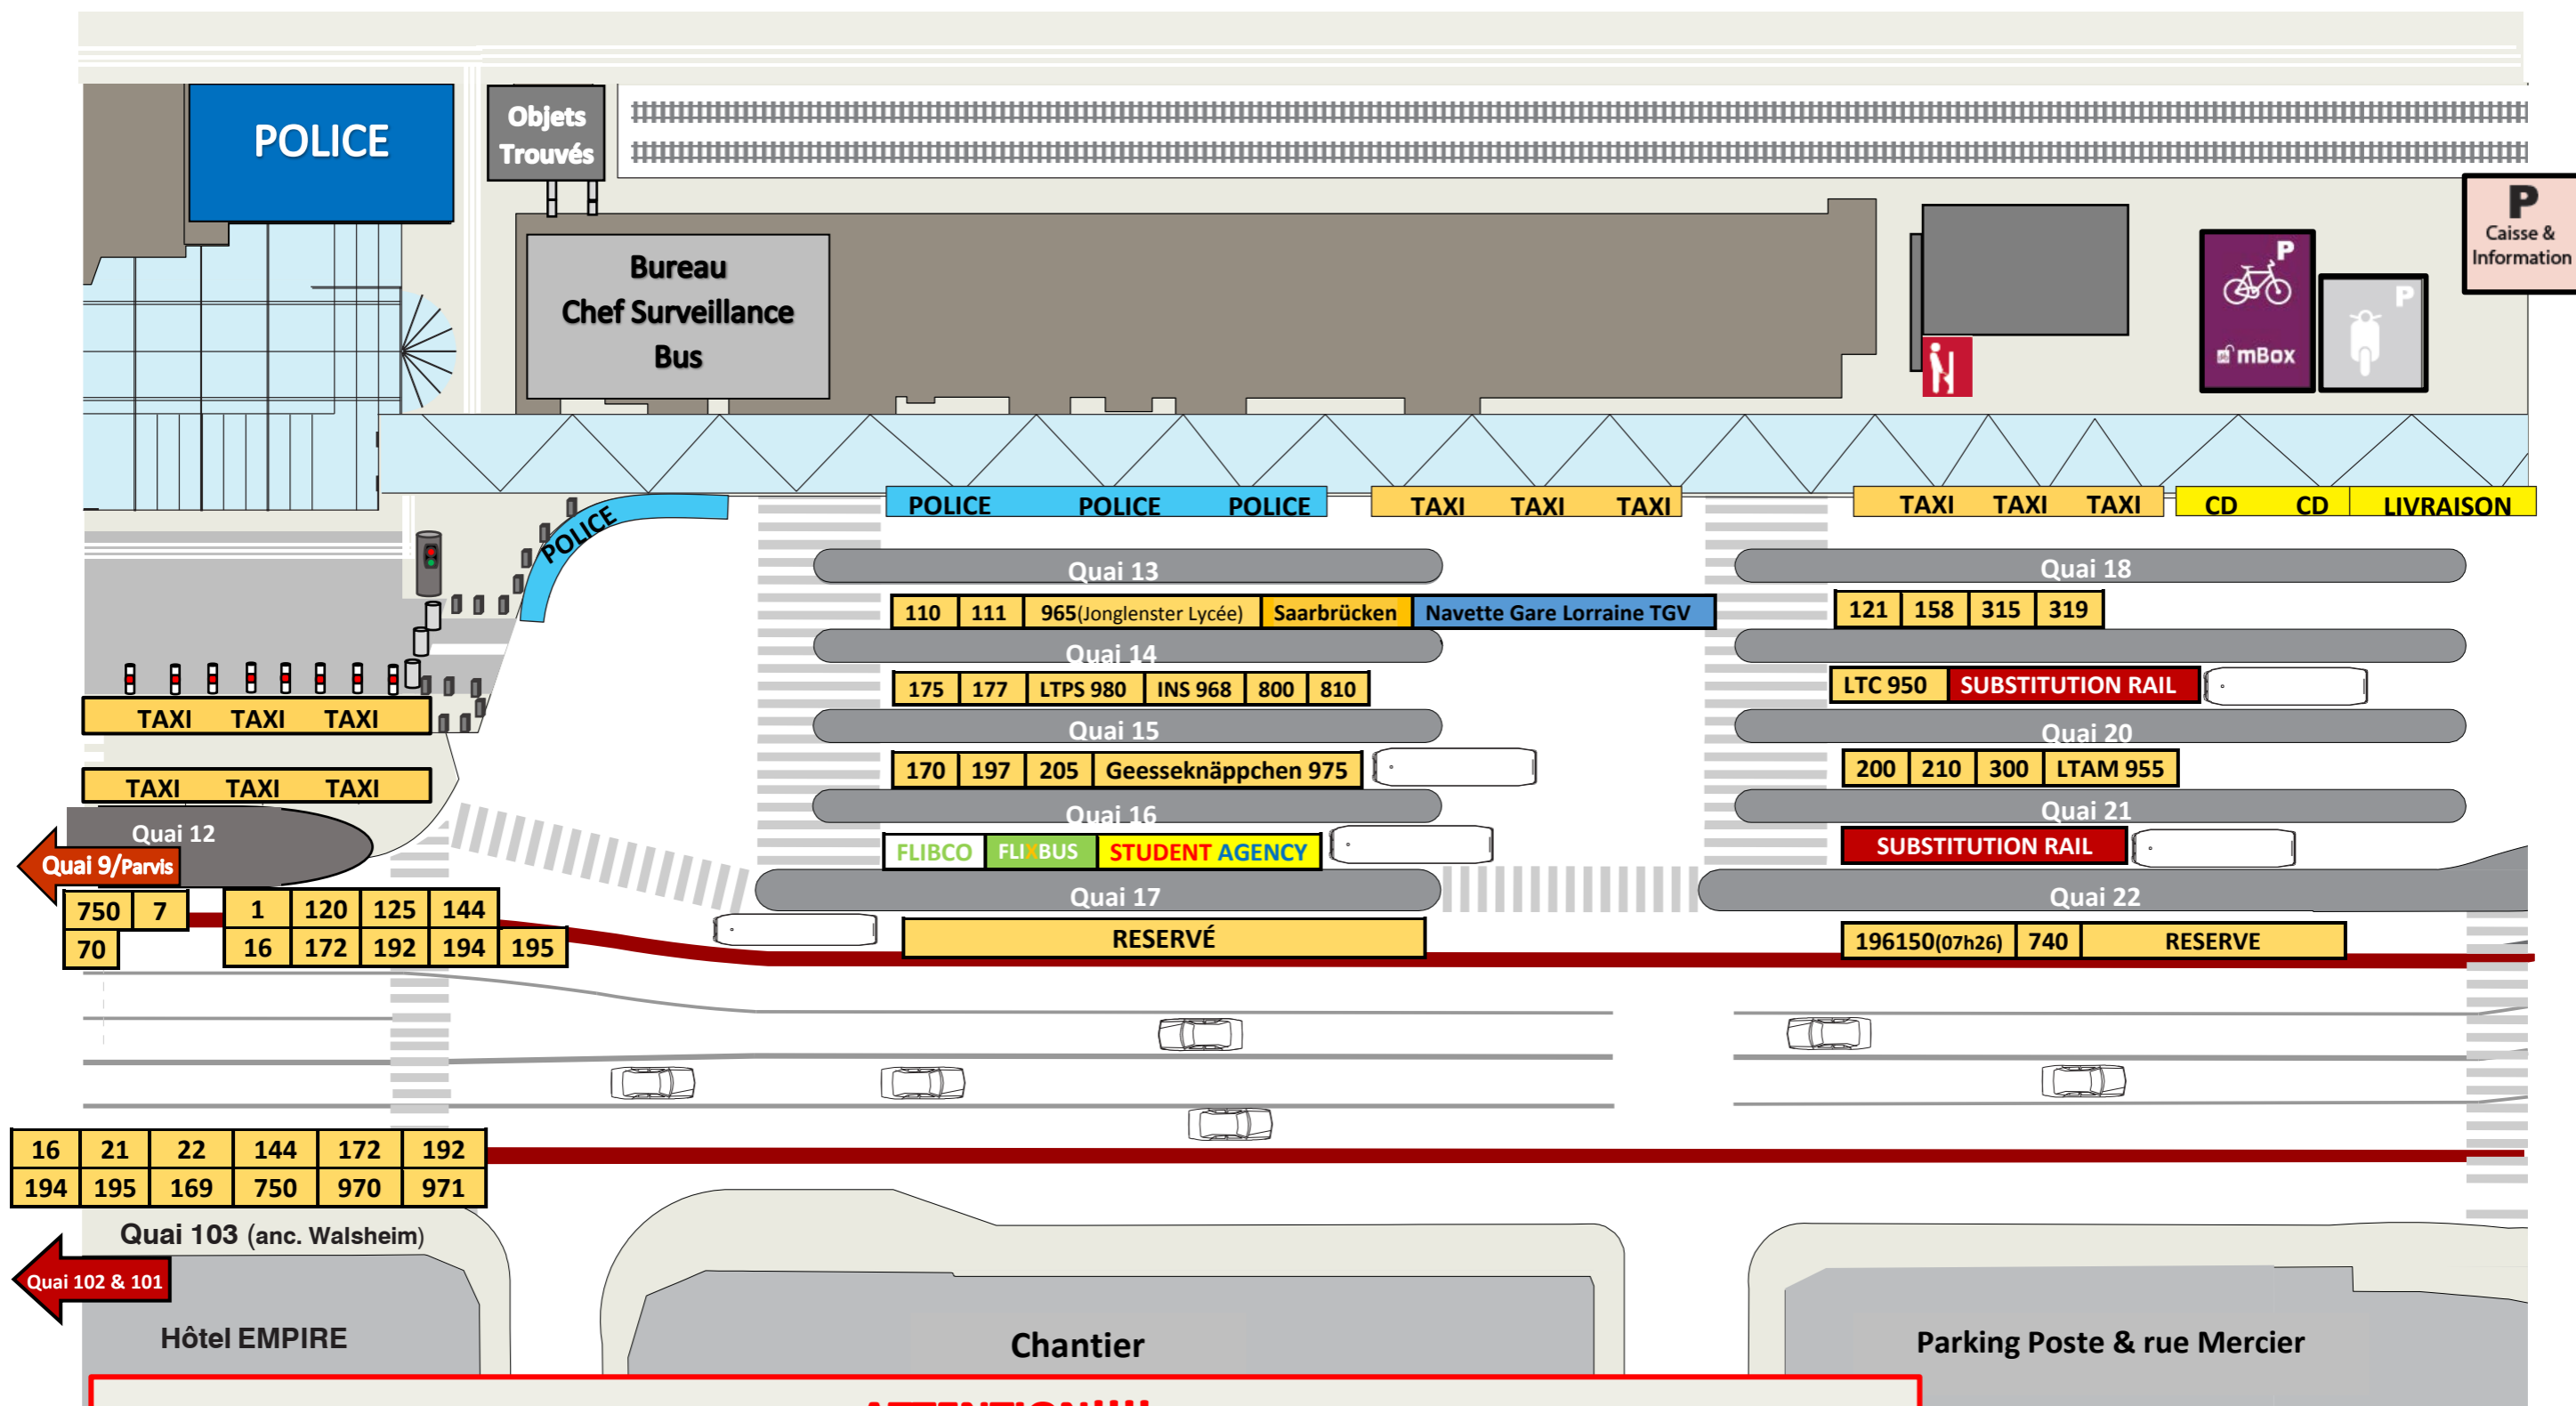 POLICE
Objets
Trouvés
P
Caisse &
Information
Bureau
Chef Surveillance
Bus
P
mBox
P
POLICE
POLICE POLICE POLICE
TAXI TAXI TAXI
TAXI TAXI TAXI
CD CD LIVRAISON
Quai 13
Quai 18
110 111 965(Jonglenster Lycée) Saarbrücken Navette Gare Lorraine TGV
121 158 315 319
Quai 14
175 177 LTPS 980 INS 968 800 810
LTC 950 SUBSTITUTION RAIL
TAXI TAXI TAXI
Quai 15
Quai 20
170 197 205 Geesseknäppchen 975
200 210 300 LTAM 955
TAXI TAXI TAXI
Quai 16
Quai 21
Quai 12
FLIBCO FLIXBUS STUDENT AGENCY
SUBSTITUTION RAIL
Quai 9/Parvis
Quai 17
Quai 22
750 7
70
1 120 125 144
16 172 192 194 195
RESERVÉ
196150(07h26) 740 RESERVE
16 21 22 144 172 192
194 195 169 750 970 971
Quai 103 (anc. Walsheim)
Quai 102 & 101
Hôtel EMPIRE
Chantier
Parking Poste & rue Mercier
ATTENTION!!!!